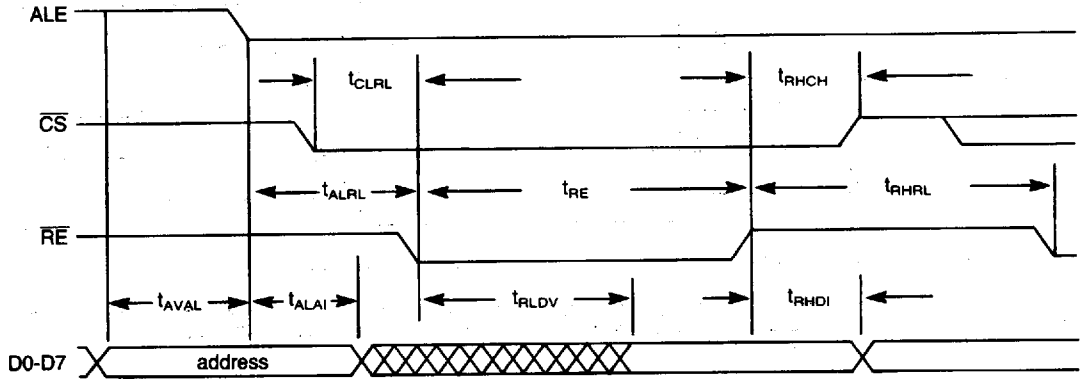 ALE
tCLRL
tRHCH
CS
tALRL
tRE
tRHRL
RE
tAVAL
tALAI
tRLDV
tRHDI
D0-D7
address